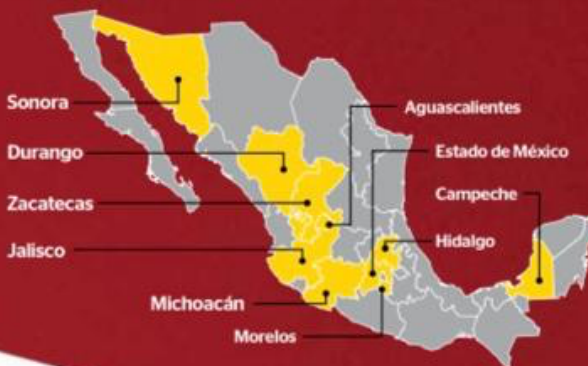 Sonora
Durango
Zacatecas
Jalisco
Michoacán
Morelos
Aguascalientes
Estado de México
Campeche
Hidalgo